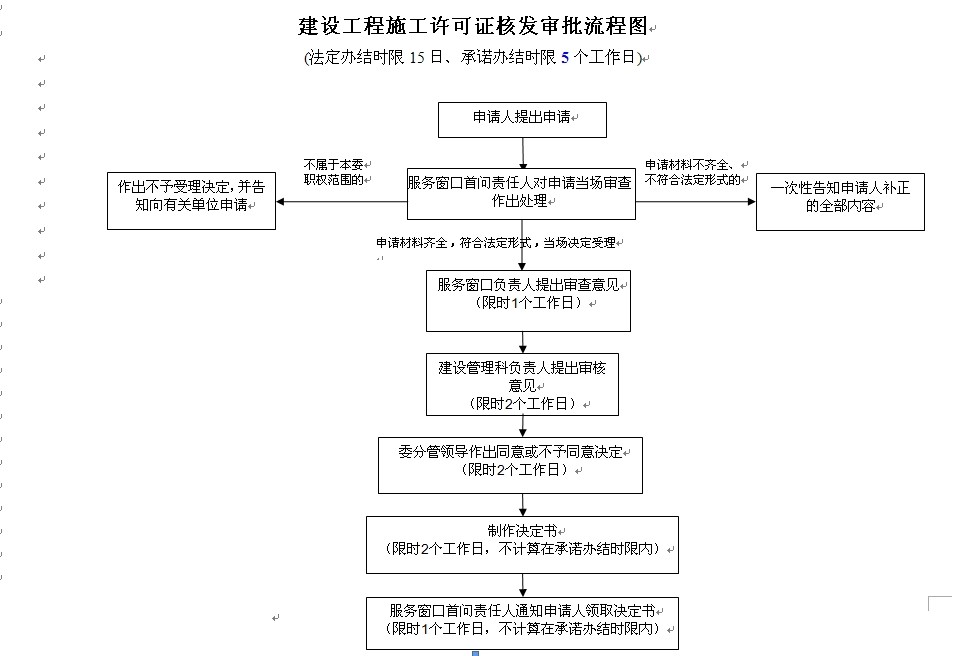 建设工程施工许可证核发审批流程图
(法定办结时限 15 日、承诺办结时限 5 个工作日)
申请人提出申请
不属于本委
职权范围的
申请材料不齐全、
不符合法定形式的
作出不予受理决定，并告
知向有关单位申请
服务窗口首问责任人对申请当场审查
作出处理
一次性告知申请人补正
的全部内容
申请材料齐全，符合法定形式，当场决定受理
服务窗口负责人提出审查意见
（限时1个工作日）
建设管理科负责人提出审核
意见
（限时2个工作日）
委分管领导作出同意或不予同意决定
（限时2个工作日）
制作决定书
（限时2个工作日，不计算在承诺办结时限内）
服务窗口首问责任人通知申请人领取决定书
（限时1个工作日，不计算在承诺办结时限内）